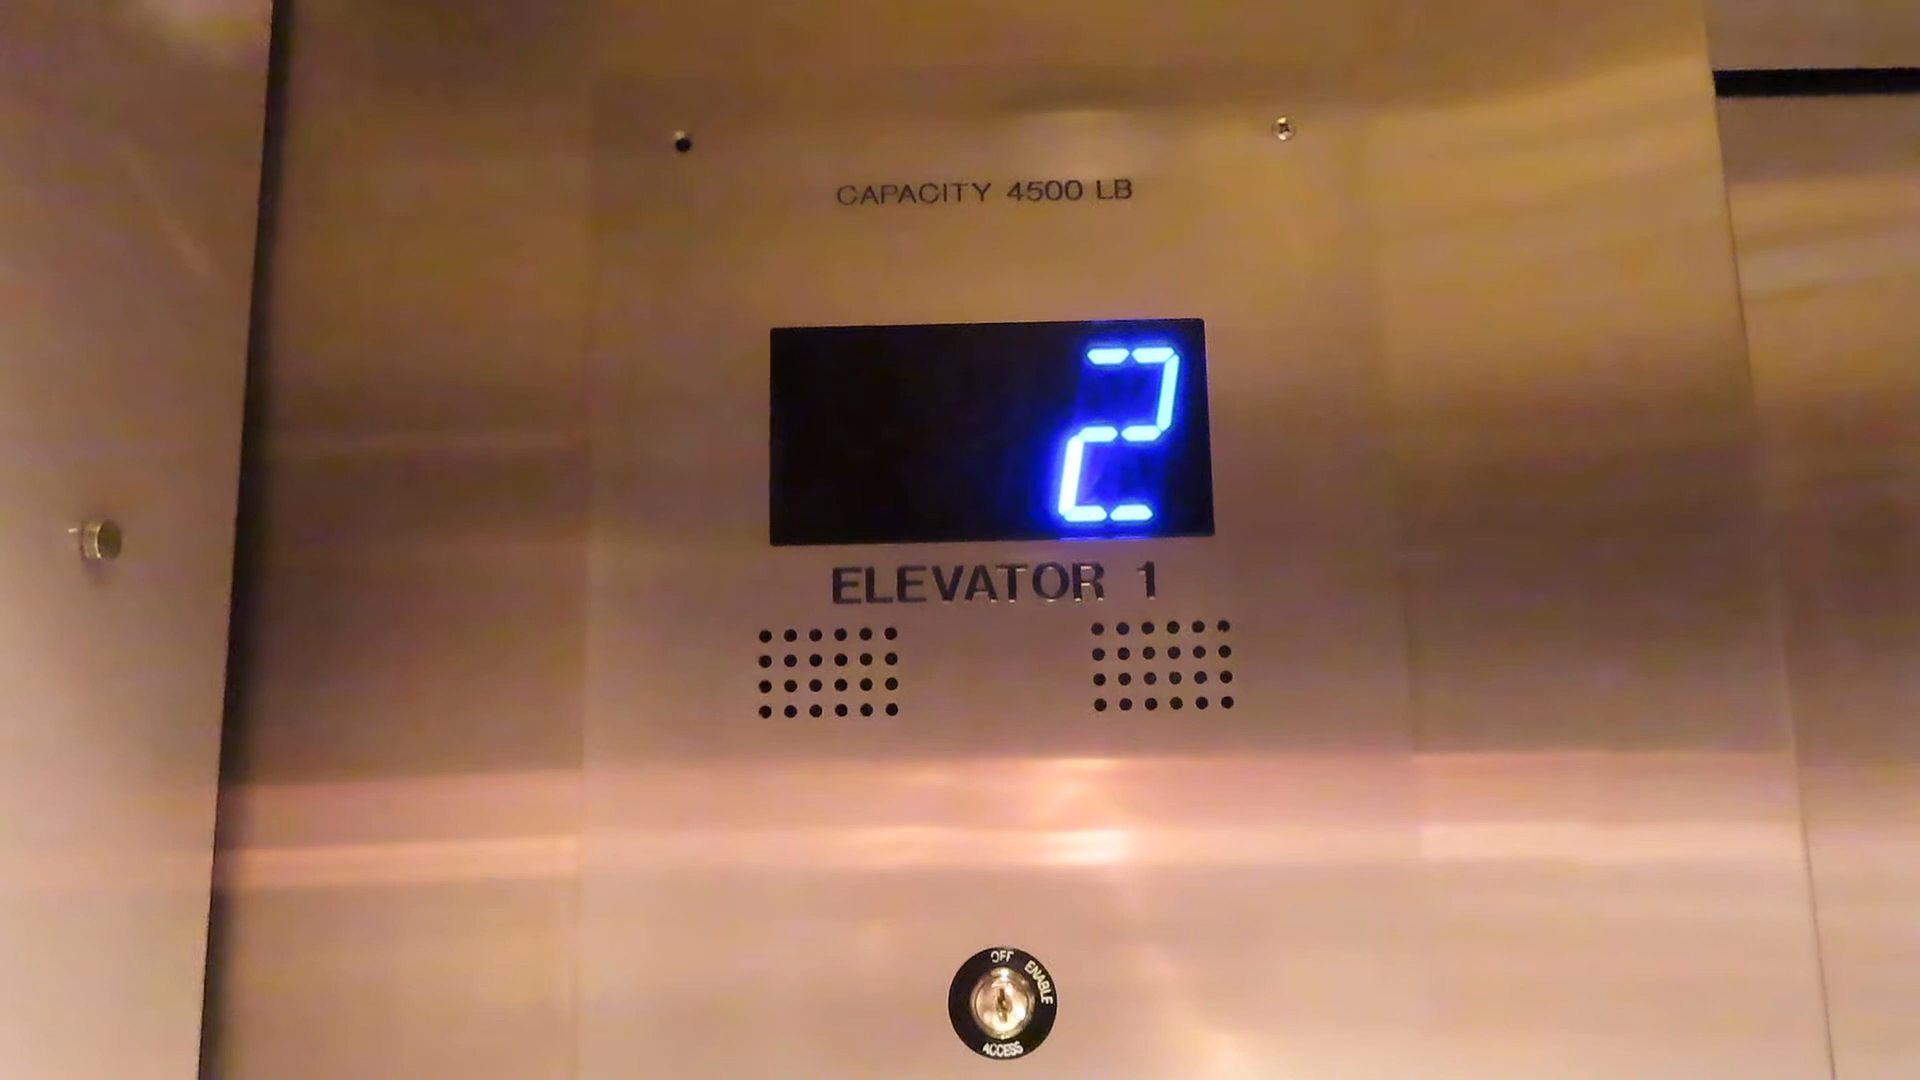 CAPACITY 4500 LB
2
ELEVATOR 1
OFF ENABLE
ACCESS